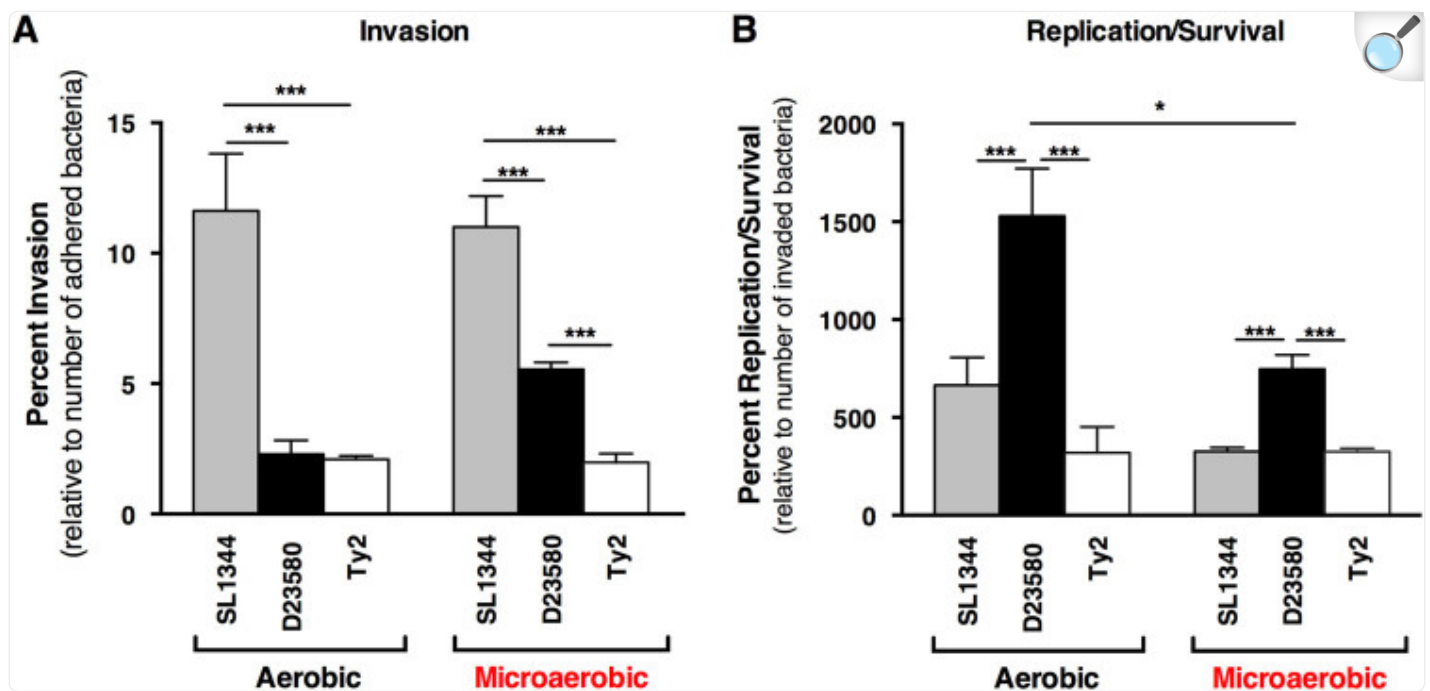 A
Invasion
Percent Invasion
(relative to number of adhered bacteria)
15
10
5
0
***
***
***
***
***
SL1344
D23580
Ty2
SL1344
D23580
Ty2
Aerobic
Microaerobic
B
Replication/Survival
Percent Replication/Survival
(relative to number of invaded bacteria)
2000
1500
1000
500
0
*
***
***
***
***
SL1344
D23580
Ty2
SL1344
D23580
Ty2
Aerobic
Microaerobic